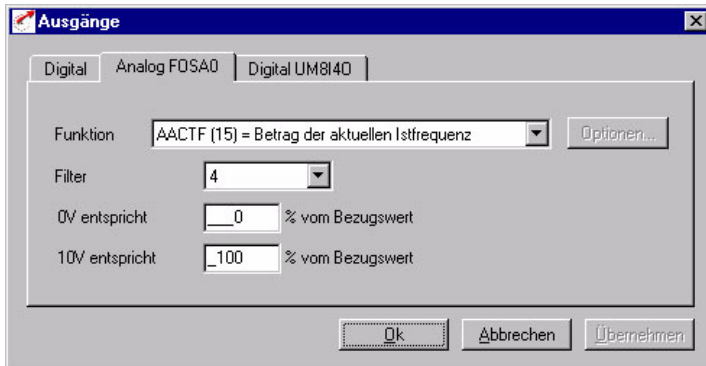 Ausgänge
Digital Analog FOSA0 Digital UM8I4O
Funktion AACTF (15) = Betrag der aktuellen Istfrequenz Optionen...
Filter 4
0V entspricht ___0 % vom Bezugswert
10V entspricht _100 % vom Bezugswert
Ok Abbrechen Übernehmen